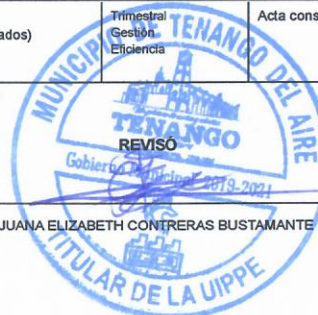 ados)
Trimestral
Gestión
Eficiencia
Acta cons
MUNICIPIO DE TENANGO DEL AIRE
TENANGO
REVISÓ
Gobierno Municipal 2019-2021
JUANA ELIZABETH CONTRERAS BUSTAMANTE
TITULAR DE LA UIPPE